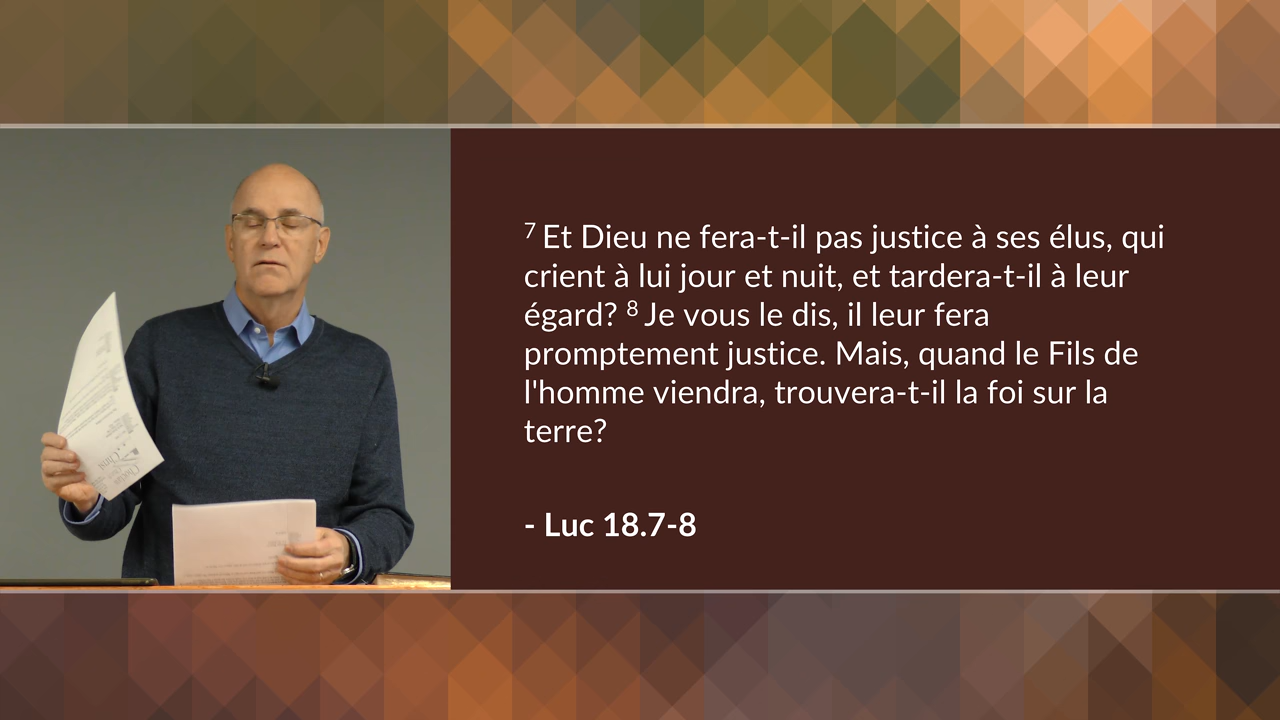 7 Et Dieu ne fera-t-il pas justice à ses élus, qui
crient à lui jour et nuit, et tardera-t-il à leur
égard? 8 Je vous le dis, il leur fera
promptement justice. Mais, quand le Fils de
l'homme viendra, trouvera-t-il la foi sur la
terre?
- Luc 18.7-8